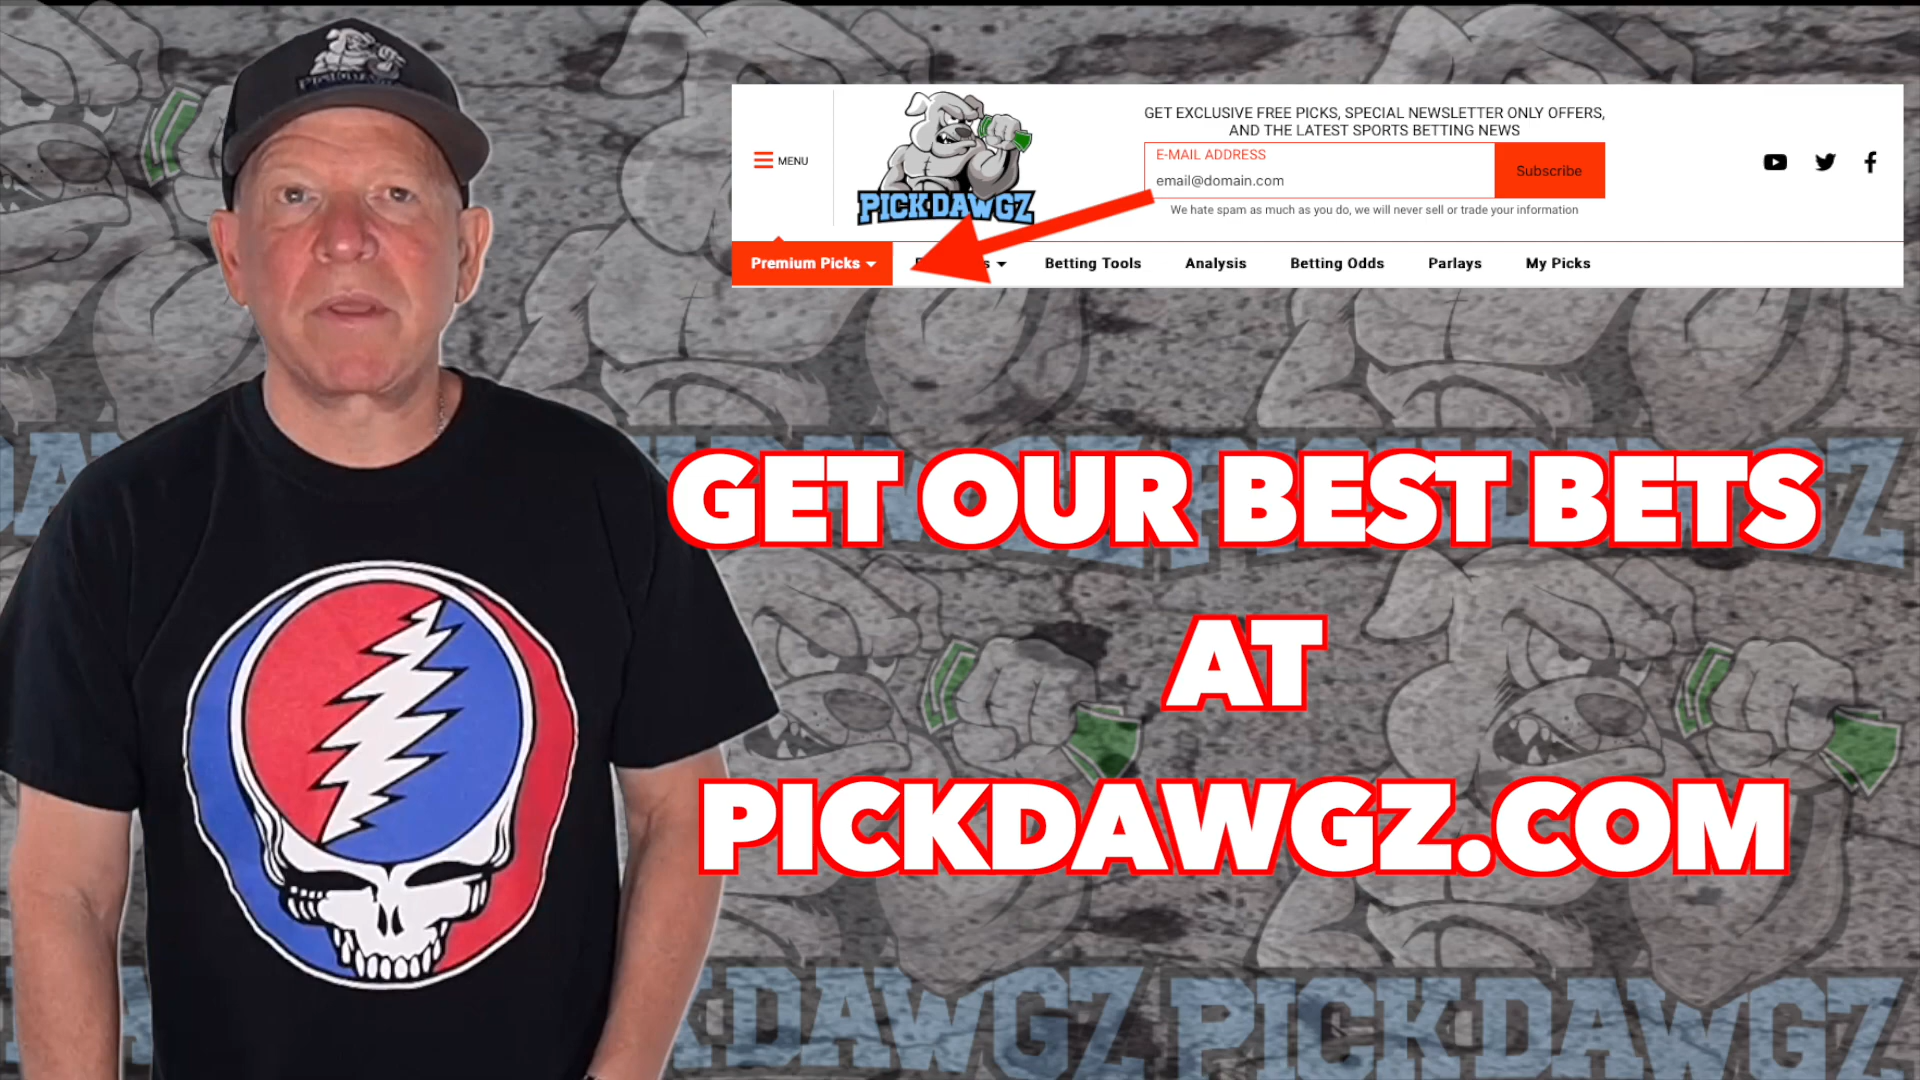 PICKDAWGZ
MENU
PICKDAWGZ
GET EXCLUSIVE FREE PICKS, SPECIAL NEWSLETTER ONLY OFFERS,
AND THE LATEST SPORTS BETTING NEWS
E-MAIL ADDRESS
email@domain.com
Subscribe
We hate spam as much as you do, we will never sell or trade your information
Premium Picks
Betting Tools
Analysis
Betting Odds
Parlays
My Picks
GET OUR BEST BETS
AT
PICKDAWGZ.COM
PICKDAWGZ